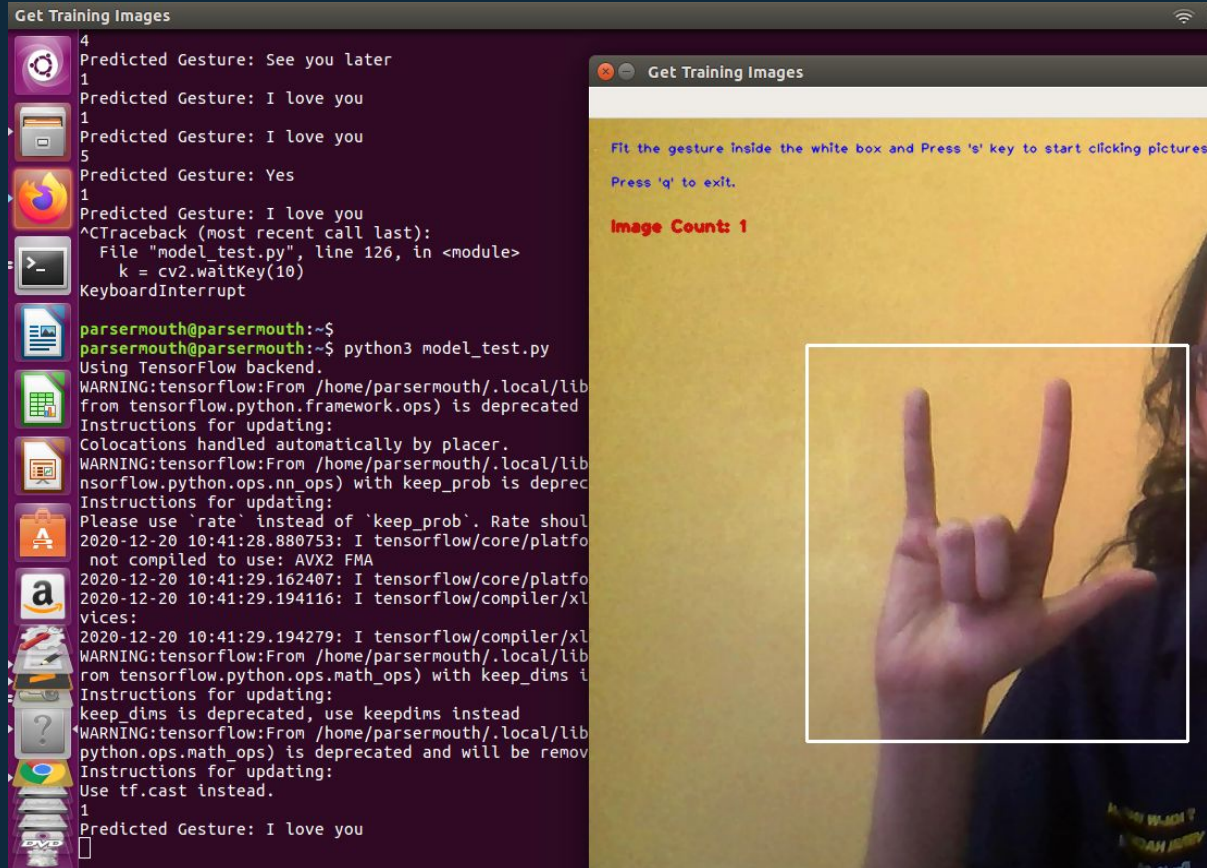 Get Training Images
4
Predicted Gesture: See you later
1
Predicted Gesture: I love you
1
Predicted Gesture: I love you
5
Predicted Gesture: Yes
1
Predicted Gesture: I love you
^CTraceback (most recent call last):
  File "model_test.py", line 126, in <module>
    k = cv2.waitKey(10)
KeyboardInterrupt
parsermouth@parsermouth:~$
parsermouth@parsermouth:~$ python3 model_test.py
Using TensorFlow backend.
WARNING:tensorflow:From /home/parsermouth/.local/lib
from tensorflow.python.framework.ops) is deprecated
Instructions for updating:
Colocations handled automatically by placer.
WARNING:tensorflow:From /home/parsermouth/.local/lib
nsorflow.python.ops.nn_ops) with keep_prob is deprec
Instructions for updating:
Please use `rate` instead of `keep_prob`. Rate shoul
2020-12-20 10:41:28.880753: I tensorflow/core/platfo
 not compiled to use: AVX2 FMA
2020-12-20 10:41:29.162407: I tensorflow/core/platfo
2020-12-20 10:41:29.194116: I tensorflow/compiler/xl
vices:
2020-12-20 10:41:29.194279: I tensorflow/compiler/xl
WARNING:tensorflow:From /home/parsermouth/.local/lib
rom tensorflow.python.ops.math_ops) with keep_dims i
Instructions for updating:
keep_dims is deprecated, use keepdims instead
WARNING:tensorflow:From /home/parsermouth/.local/lib
python.ops.math_ops) is deprecated and will be remov
Instructions for updating:
Use tf.cast instead.
1
Predicted Gesture: I love you
Get Training Images
Fit the gesture inside the white box and Press 's' key to start clicking pictures
Press 'q' to exit.
Image Count: 1
A
a
?
DVD